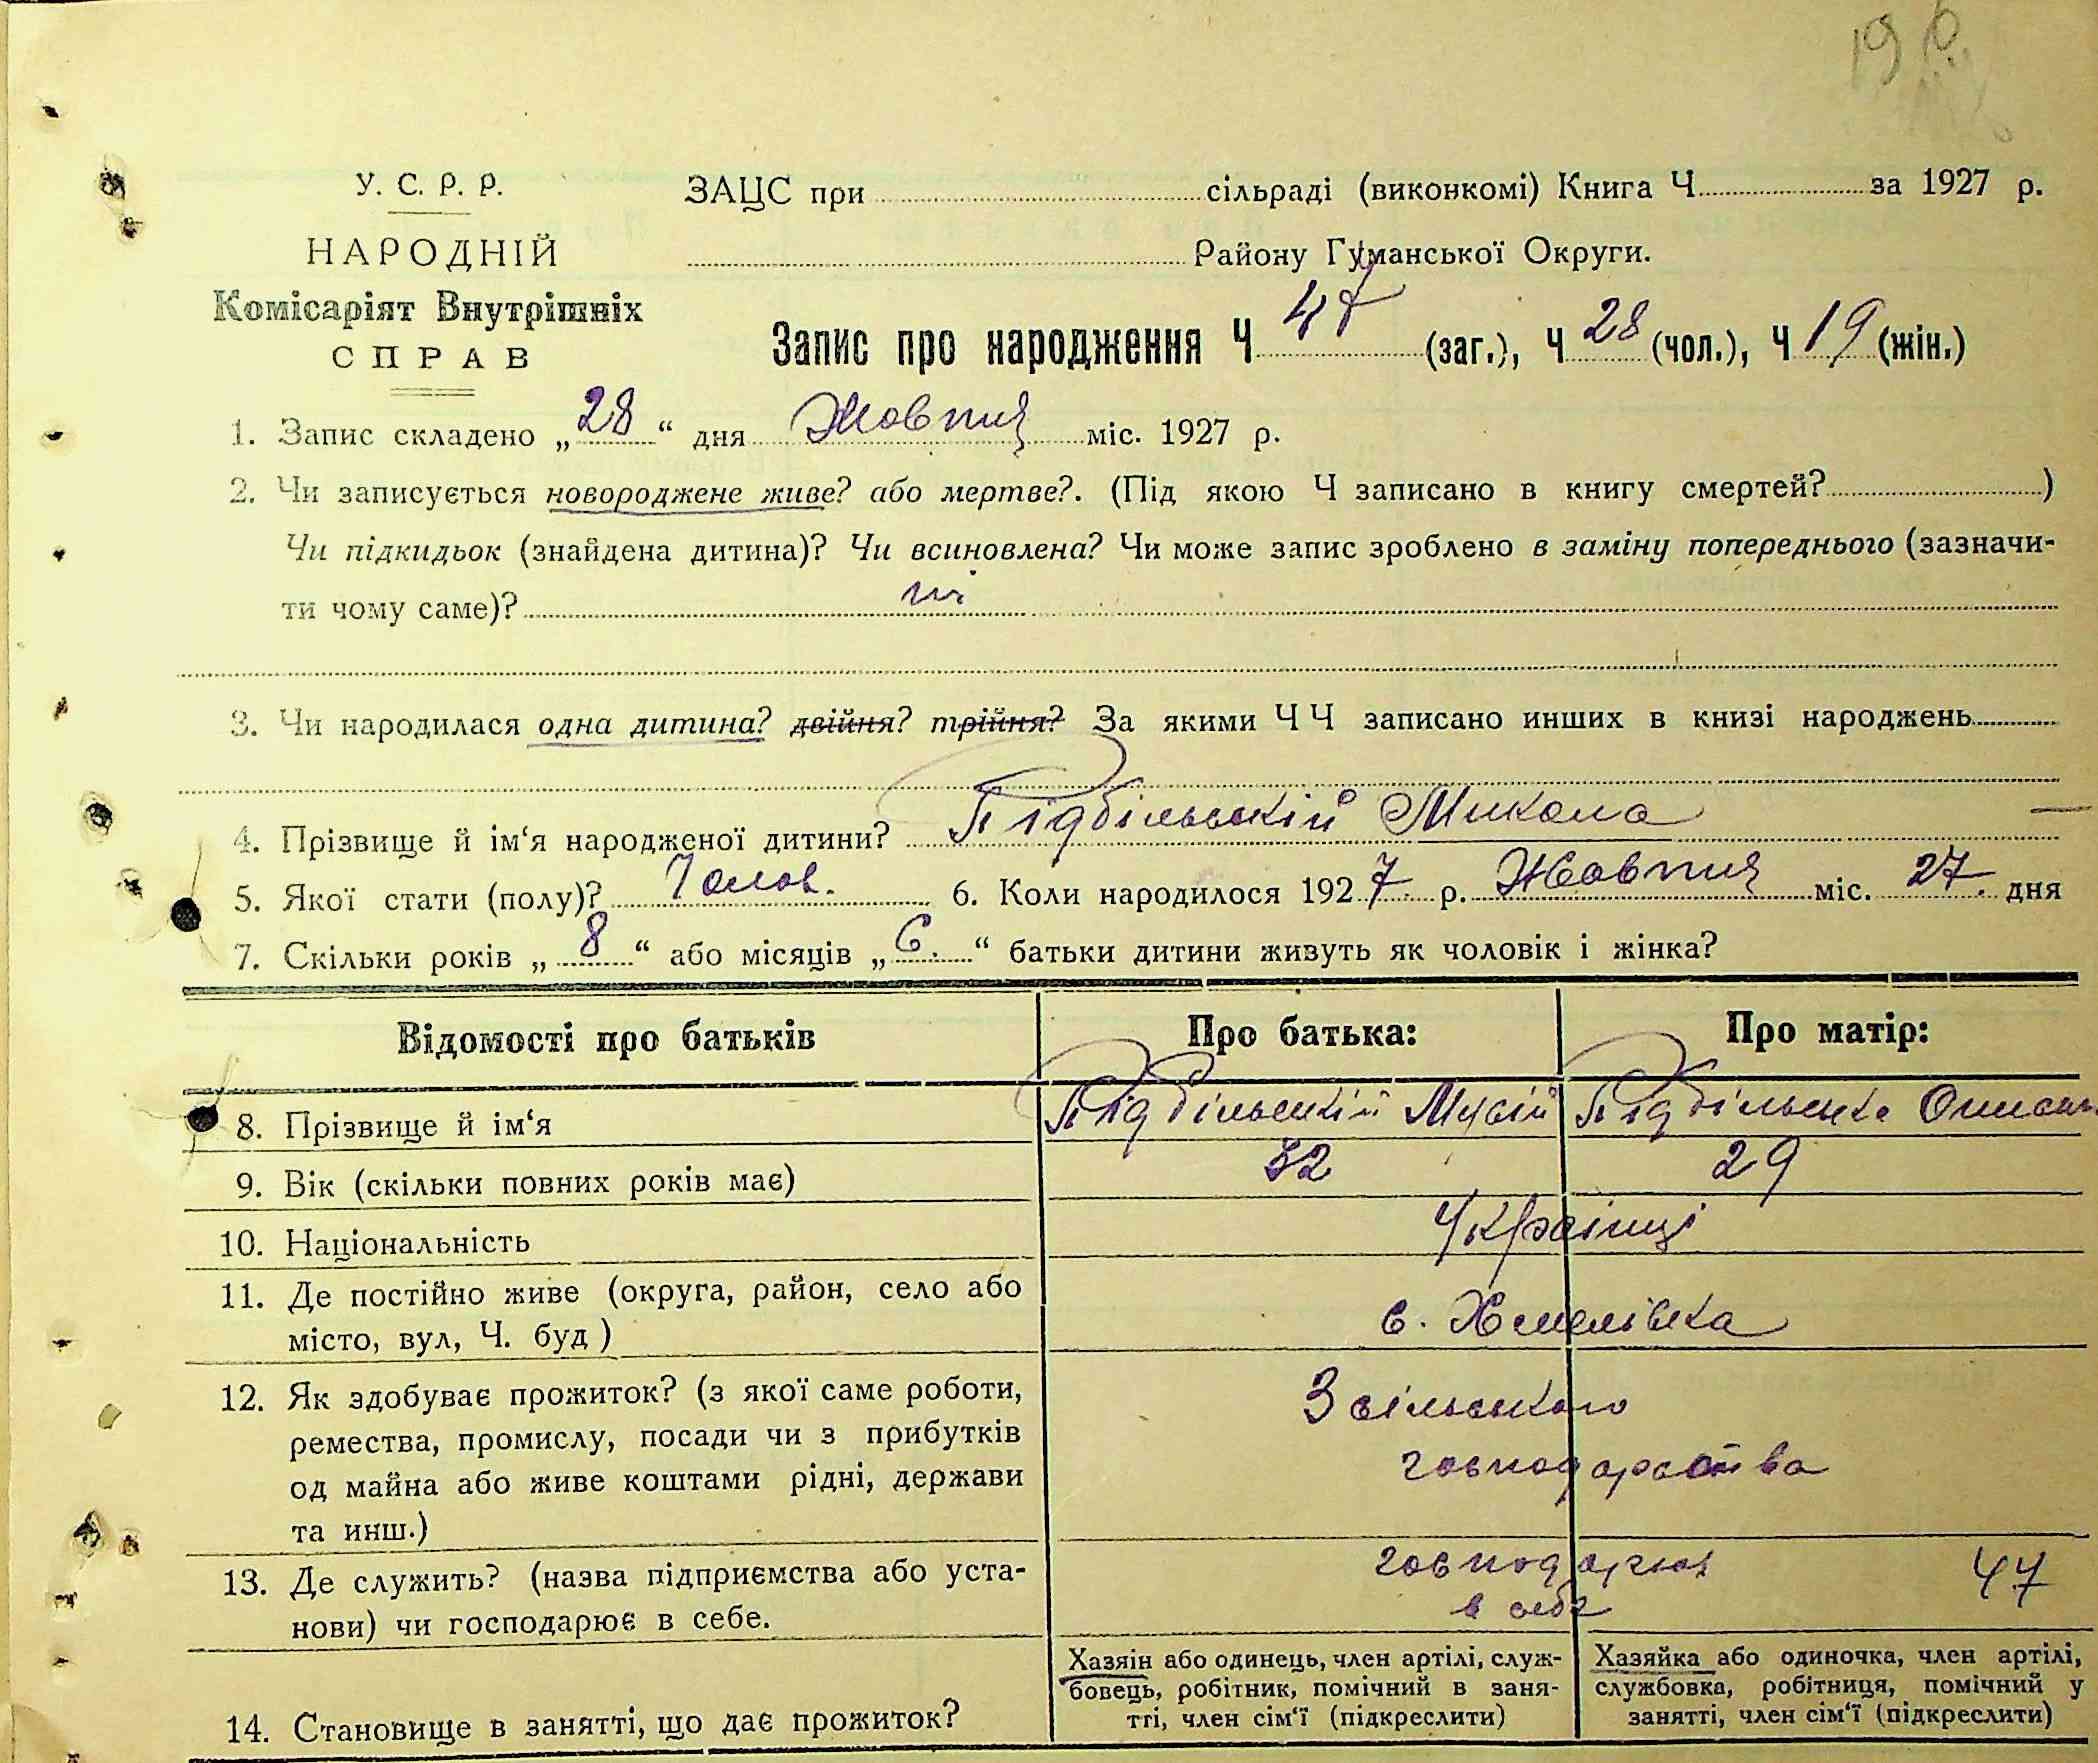 19
У. С. Р. Р.
ЗАЦС при сільраді (виконкомі) Книга Ч за 1927 р.
НАРОДНІЙ
Району Гуманської Округи.
Комісаріят Внутрішніх
СПРАВ
Запис про народження Ч 47 (заг.), Ч 28 (чол.), Ч 19 (жін.)
1. Запис складено „28“ дня Жовтня міс. 1927 р.
2. Чи записується новороджене живе? або мертве?. (Під якою Ч записано в книгу смертей? )
Чи підкидьок (знайдена дитина)? Чи всиновлена? Чи може запис зроблено в заміну попереднього (зазначи-
ти чому саме)? ні
3. Чи народилася одна дитина? двійня? трійня? За якими ЧЧ записано инших в книзі народжень
4. Прізвище й ім‘я народженої дитини? Підбільський Микола
5. Якої стати (полу)? Чолов. 6. Коли народилося 1927 р. Жовтня міс. 27. дня
7. Скільки років „8“ або місяців „6.“ батьки дитини живуть як чоловік і жінка?
Відомості про батьків Про батька: Про матір:
8. Прізвище й ім‘я Підбільський Мусій Підбільська
9. Вік (скільки повних років має) 32 29
10. Національність Українці
11. Де постійно живе (округа, район, село або
місто, вул, Ч. буд ) с. Хмелівка
12. Як здобуває прожиток? (з якої саме роботи, З сільського
ремества, промислу, посади чи з прибутків
од майна або живе коштами рідні, держави господарства
та инш.)
13. Де служить? (назва підприємства або уста- господарюють 47
нови) чи господарює в себе. в себе
Хазяін або одинець, член артілі, служ- Хазяйка або одиночка, член артілі,
бовець, робітник, помічний в заня- службовка, робітниця, помічний у
14. Становище в занятті, що дає прожиток? тті, член сім‘ї (підкреслити) занятті, член сім‘ї (підкреслити)